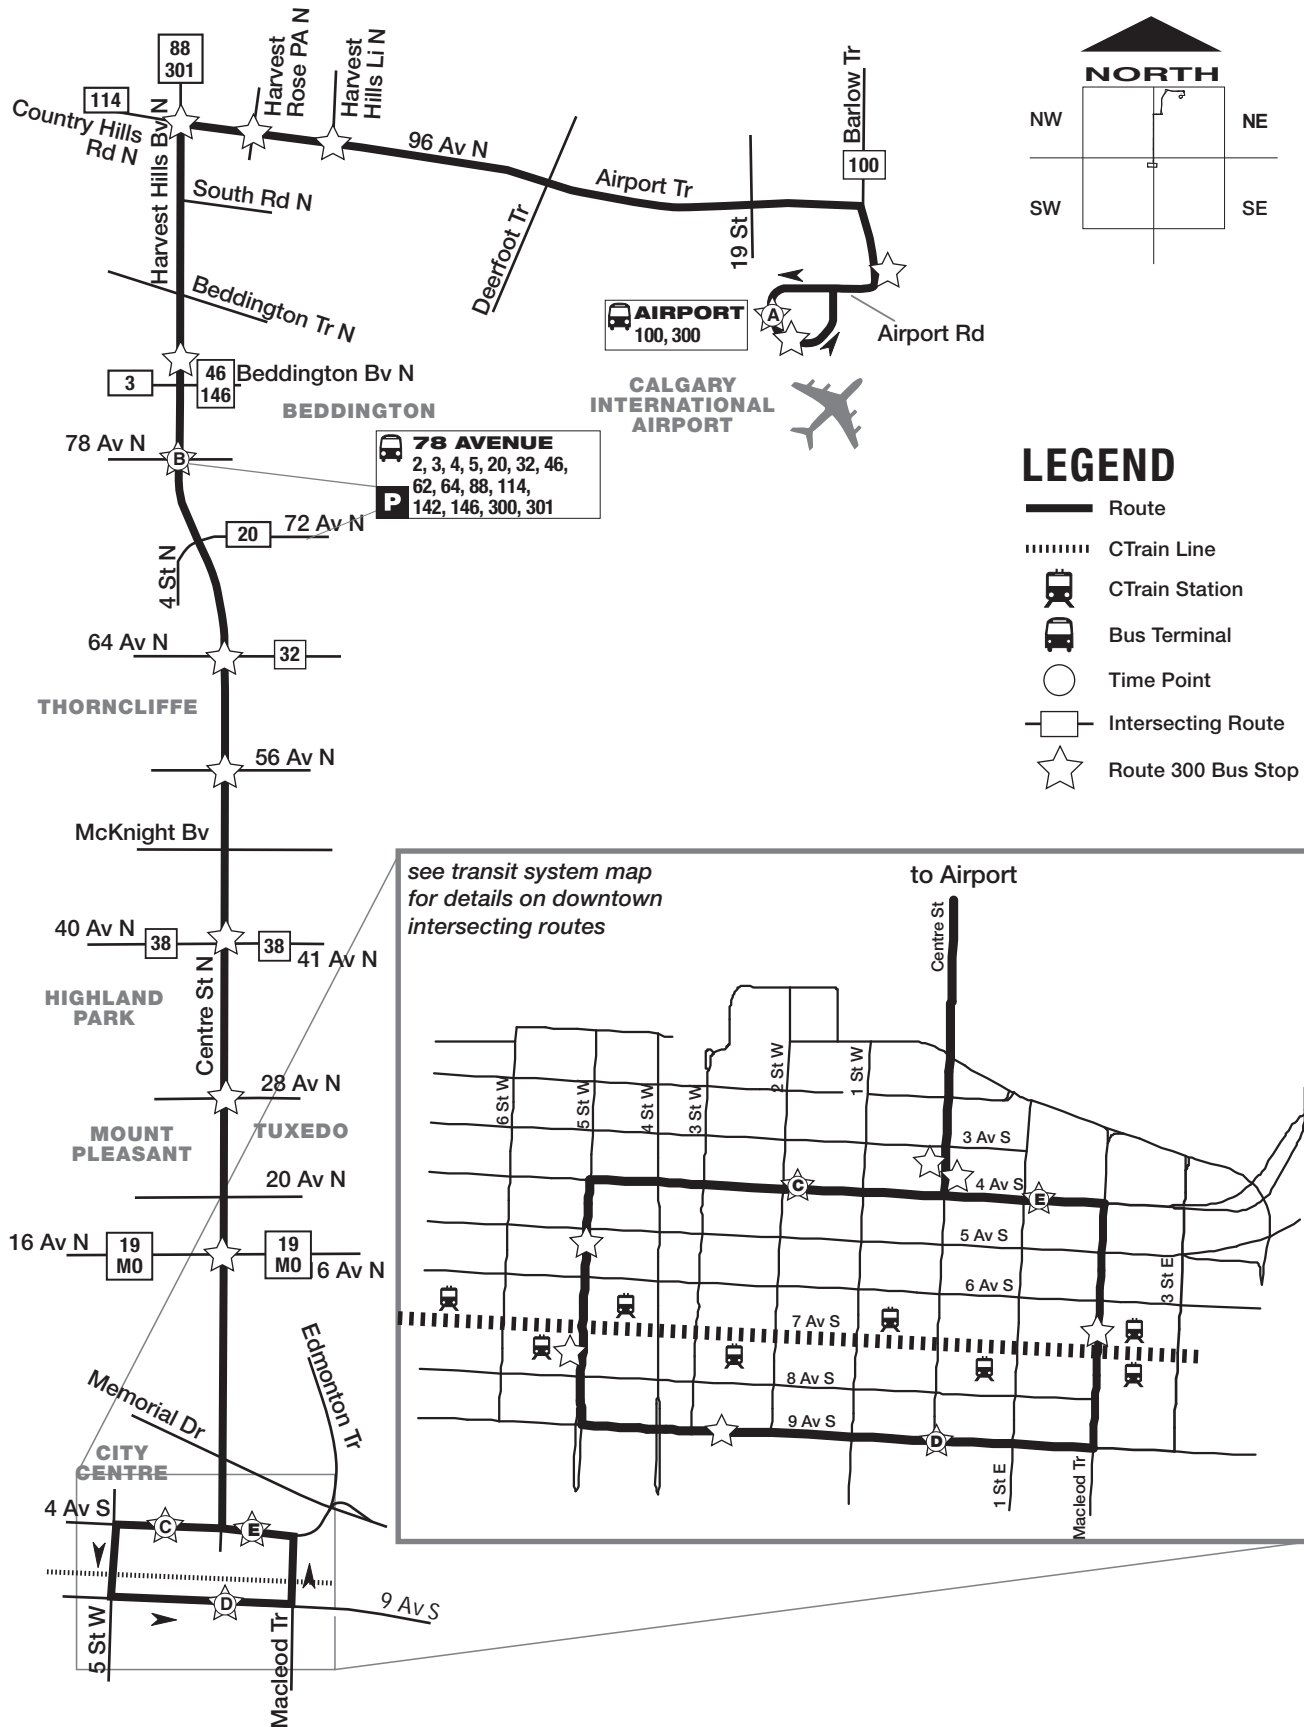 88
301
114
Country Hills
Rd N
Harvest Hills Bv N
Harvest
Rose PA N
Harvest
Hills Li N
96 Av N
South Rd N
Deerfoot Tr
Airport Tr
19 St
Barlow Tr
100
NORTH
NW
NE
SW
SE
Beddington Tr N
A
AIRPORT
100, 300
Airport Rd
3
46
146
Beddington Bv N
BEDDINGTON
CALGARY
INTERNATIONAL
AIRPORT
78 Av N
B
78 AVENUE
2, 3, 4, 5, 20, 32, 46,
62, 64, 88, 114,
142, 146, 300, 301
P
20
72 Av N
4 St N
64 Av N
32
THORNCLIFFE
56 Av N
McKnight Bv
40 Av N
38
38
41 Av N
HIGHLAND
PARK
Centre St N
28 Av N
MOUNT
PLEASANT
TUXEDO
20 Av N
16 Av N
19
MO
19
MO
16 Av N
Edmonton Tr
Memorial Dr
CITY
CENTRE
4 Av S
C
E
D
9 Av S
5 St W
Macleod Tr
LEGEND
Route
CTrain Line
CTrain Station
Bus Terminal
Time Point
Intersecting Route
Route 300 Bus Stop
see transit system map
for details on downtown
intersecting routes
to Airport
Centre St
6 St W
5 St W
4 St W
3 St W
2 St W
1 St W
3 Av S
4 Av S
C
E
5 Av S
6 Av S
3 St E
7 Av S
8 Av S
9 Av S
D
1 St E
Macleod Tr